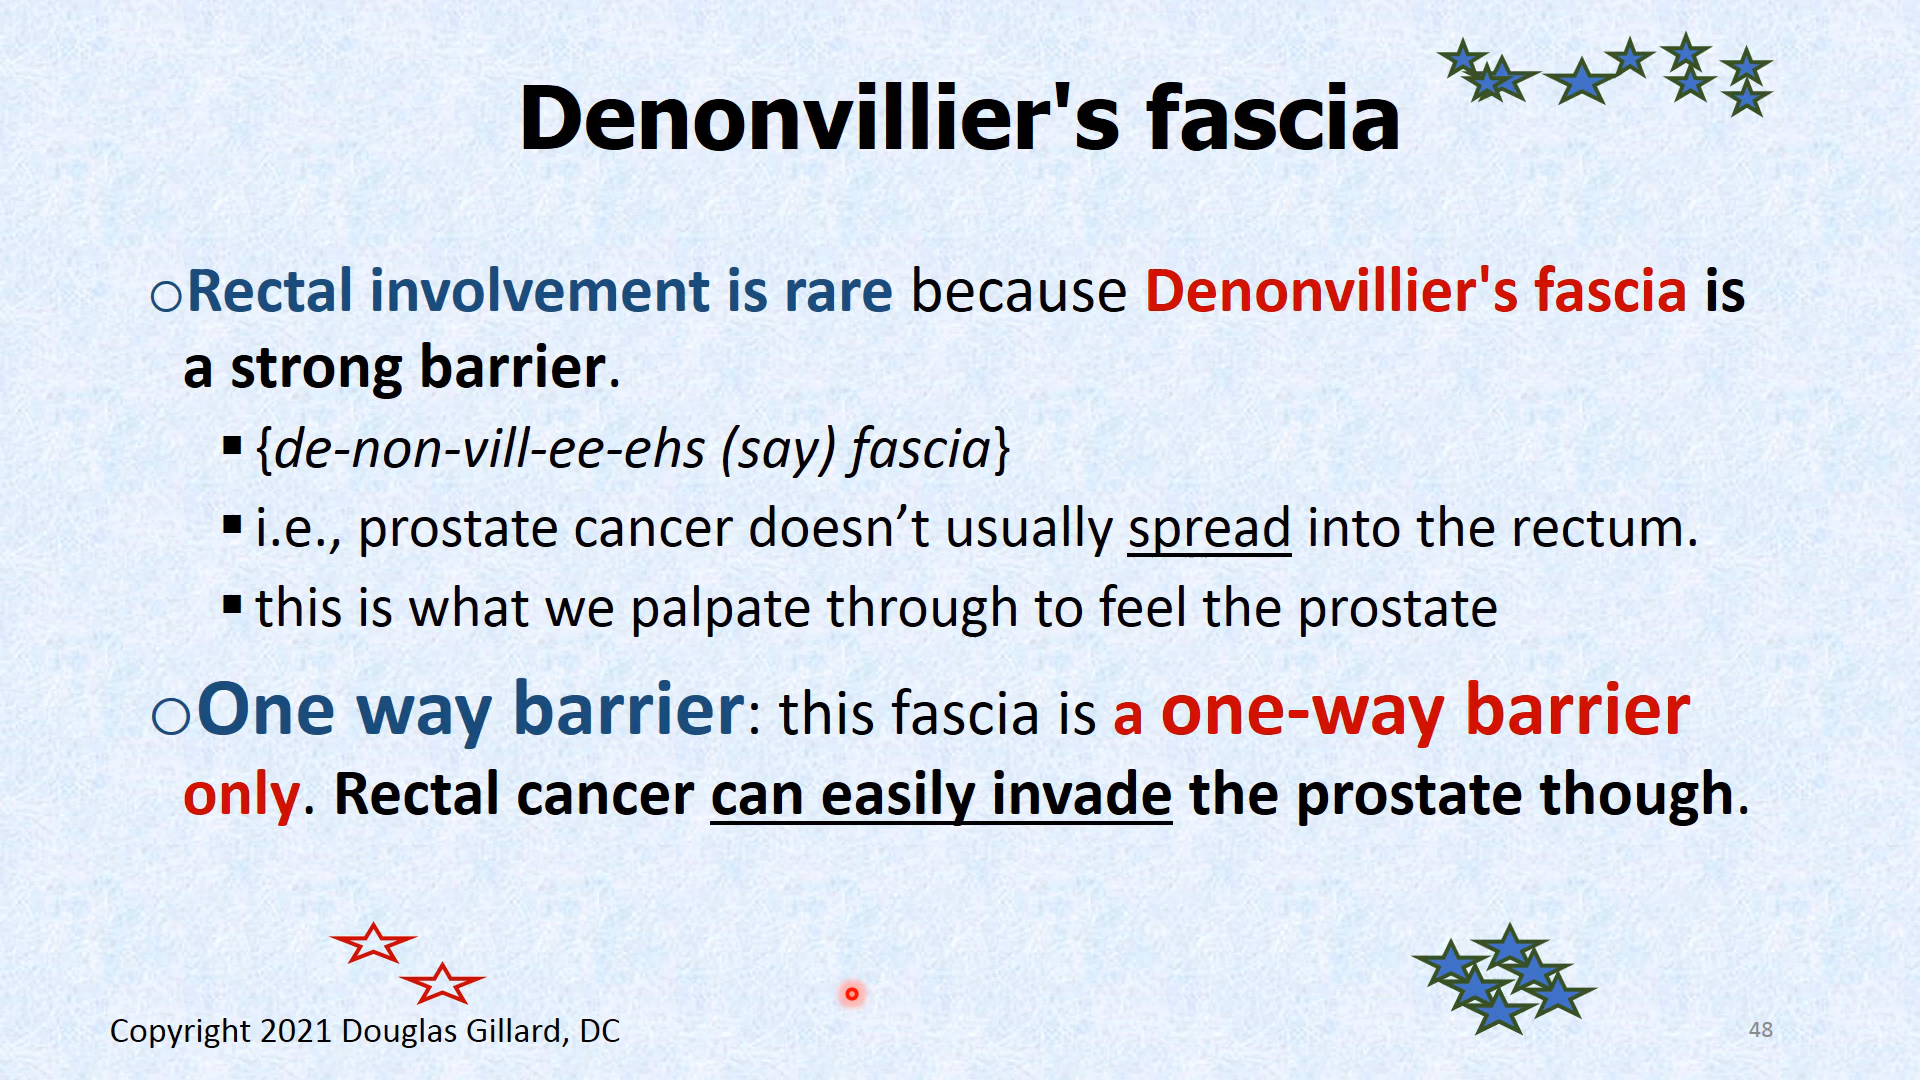 Denonvillier's fascia
Rectal involvement is rare because Denonvillier's fascia is
a strong barrier.
{de-non-vill-ee-ehs (say) fascia}
i.e., prostate cancer doesn’t usually spread into the rectum.
this is what we palpate through to feel the prostate
One way barrier: this fascia is a one-way barrier
only. Rectal cancer can easily invade the prostate though.
Copyright 2021 Douglas Gillard, DC
48